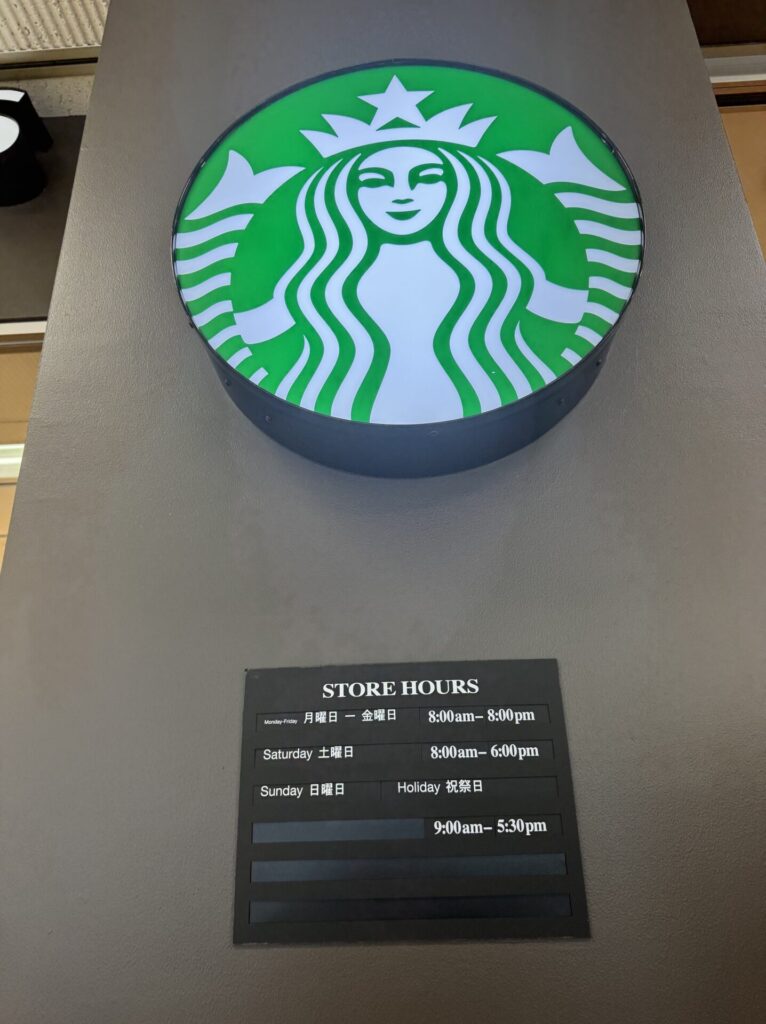 STORE HOURS
Monday-Friday 月曜日 ー 金曜日 8:00am– 8:00pm
Saturday 土曜日 8:00am– 6:00pm
Sunday 日曜日 Holiday 祝祭日
9:00am– 5:30pm